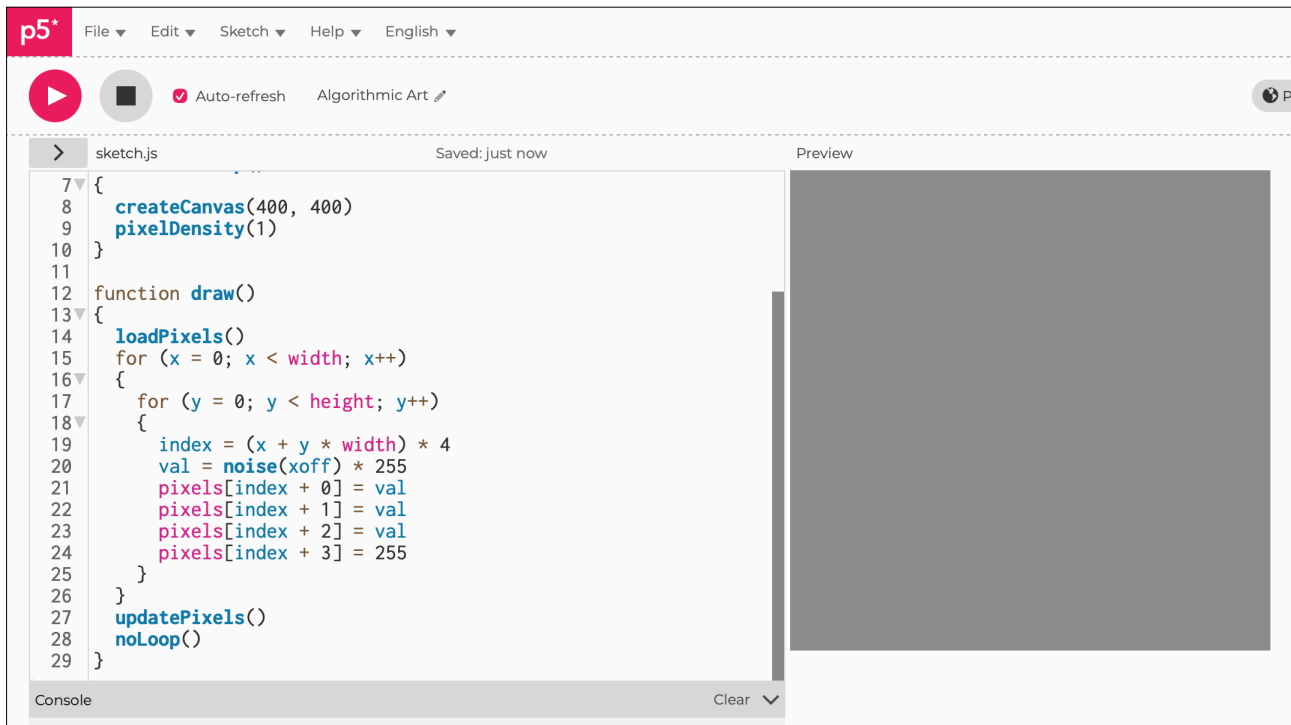 p5* File Edit Sketch Help English
Auto-refresh Algorithmic Art
sketch.js Saved: just now Preview
7 {
8 createCanvas(400, 400)
9 pixelDensity(1)
10 }
11
12 function draw()
13 {
14 loadPixels()
15 for (x = 0; x < width; x++)
16 {
17 for (y = 0; y < height; y++)
18 {
19 index = (x + y * width) * 4
20 val = noise(xoff) * 255
21 pixels[index + 0] = val
22 pixels[index + 1] = val
23 pixels[index + 2] = val
24 pixels[index + 3] = 255
25 }
26 }
27 updatePixels()
28 noLoop()
29 }
Console Clear